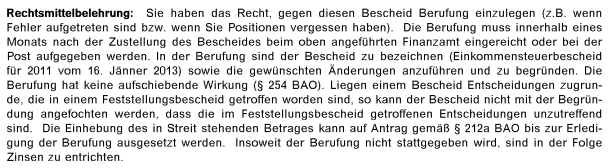 Rechtsmittelbelehrung: Sie haben das Recht, gegen diesen Bescheid Berufung einzulegen (z.B. wenn
Fehler aufgetreten sind bzw. wenn Sie Positionen vergessen haben). Die Berufung muss innerhalb eines
Monats nach der Zustellung des Bescheides beim oben angeführten Finanzamt eingereicht oder bei der
Post aufgegeben werden. In der Berufung sind der Bescheid zu bezeichnen (Einkommensteuerbescheid
für 2011 vom 16. Jänner 2013) sowie die gewünschten Änderungen anzuführen und zu begründen. Die
Berufung hat keine aufschiebende Wirkung (§ 254 BAO). Liegen einem Bescheid Entscheidungen zugrun-
de, die in einem Feststellungsbescheid getroffen worden sind, so kann der Bescheid nicht mit der Begrün-
dung angefochten werden, dass die im Feststellungsbescheid getroffenen Entscheidungen unzutreffend
sind. Die Einhebung des in Streit stehenden Betrages kann auf Antrag gemäß § 212a BAO bis zur Erledi-
gung der Berufung ausgesetzt werden. Insoweit der Berufung nicht stattgegeben wird, sind in der Folge
Zinsen zu entrichten.